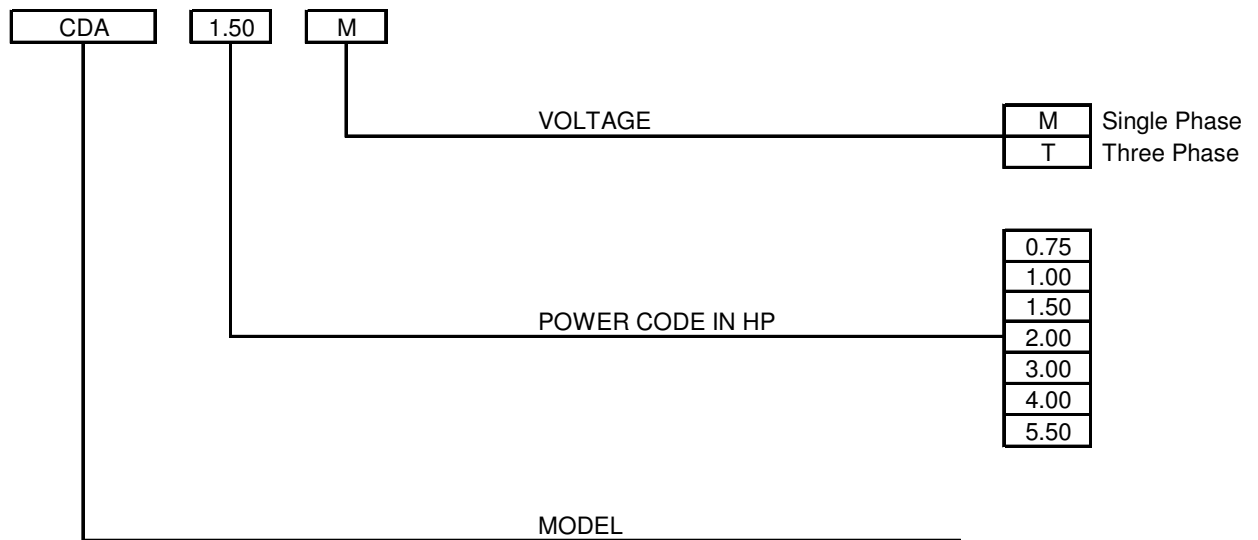 CDA 1.50 M
VOLTAGE
M Single Phase
T Three Phase
0.75
1.00
1.50
POWER CODE IN HP
2.00
3.00
4.00
5.50
MODEL